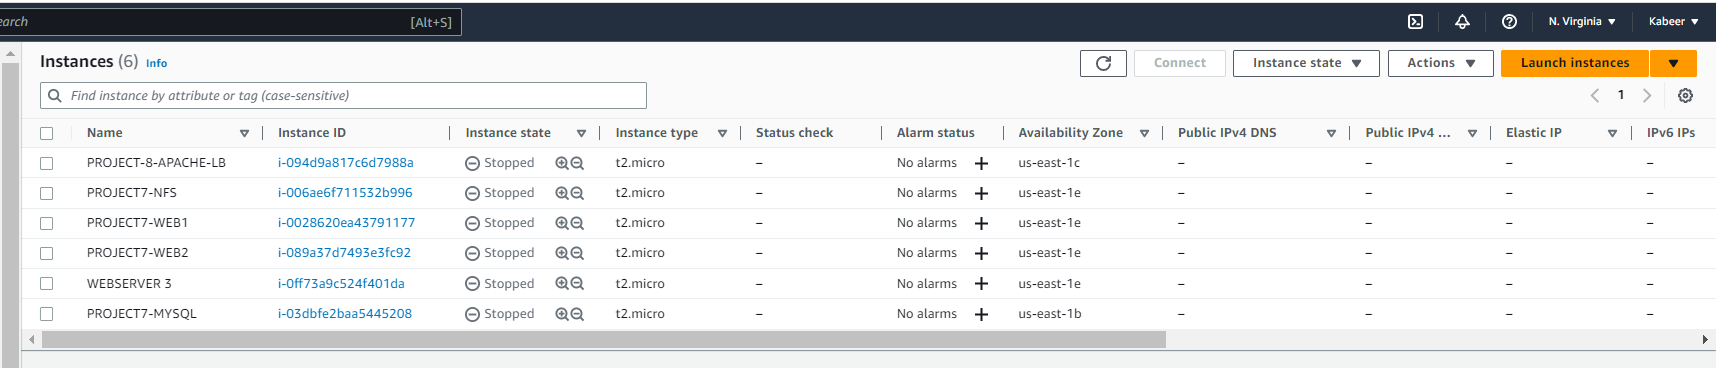 earch [Alt+S] N. Virginia Kabeer
Instances (6) Info Connect Instance state Actions Launch instances
Find instance by attribute or tag (case-sensitive) 1
Name Instance ID Instance state Instance type Status check Alarm status Availability Zone Public IPv4 DNS Public IPv4 ... Elastic IP IPv6 IPs
PROJECT-8-APACHE-LB i-094d9a817c6d7988a Stopped t2.micro – No alarms + us-east-1c – – – –
PROJECT7-NFS i-006ae6f711532b996 Stopped t2.micro – No alarms + us-east-1e – – – –
PROJECT7-WEB1 i-0028620ea43791177 Stopped t2.micro – No alarms + us-east-1e – – – –
PROJECT7-WEB2 i-089a37d7493e3fc92 Stopped t2.micro – No alarms + us-east-1e – – – –
WEBSERVER 3 i-0ff73a9c524f401da Stopped t2.micro – No alarms + us-east-1e – – – –
PROJECT7-MYSQL i-03dbfe2baa5445208 Stopped t2.micro – No alarms + us-east-1b – – – –